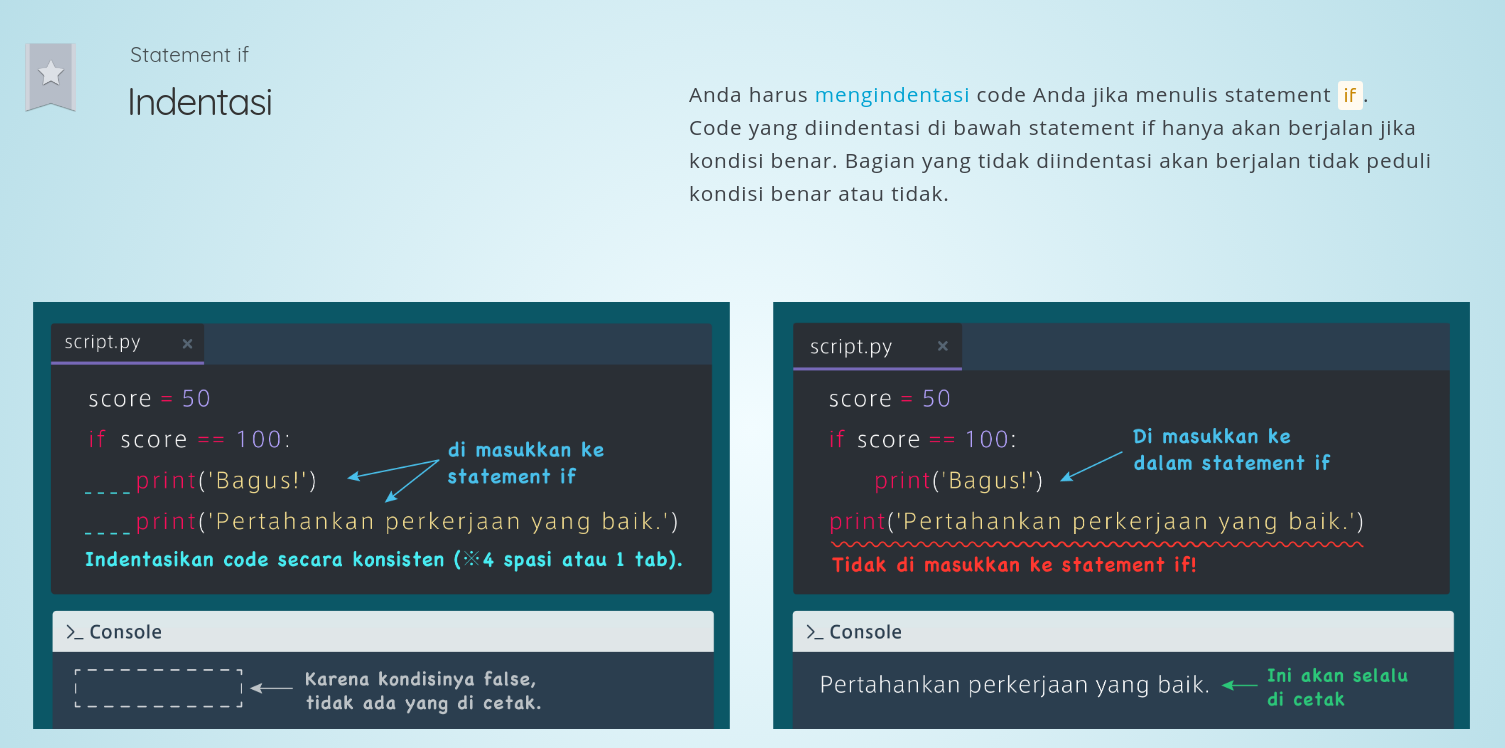 Statement if
Indentasi
Anda harus mengindentasi code Anda jika menulis statement if.
Code yang diindentasi di bawah statement if hanya akan berjalan jika
kondisi benar. Bagian yang tidak diindentasi akan berjalan tidak peduli
kondisi benar atau tidak.
script.py ×
score = 50
if score == 100:
____print('Bagus!')
____print('Pertahankan perkerjaan yang baik.')
di masukkan ke
statement if
Indentasikan code secara konsisten (※4 spasi atau 1 tab).
>_ Console
Karena kondisinya false,
tidak ada yang di cetak.
script.py ×
score = 50
if score == 100:
print('Bagus!')
print('Pertahankan perkerjaan yang baik.')
Di masukkan ke
dalam statement if
Tidak di masukkan ke statement if!
>_ Console
Pertahankan perkerjaan yang baik.
Ini akan selalu
di cetak